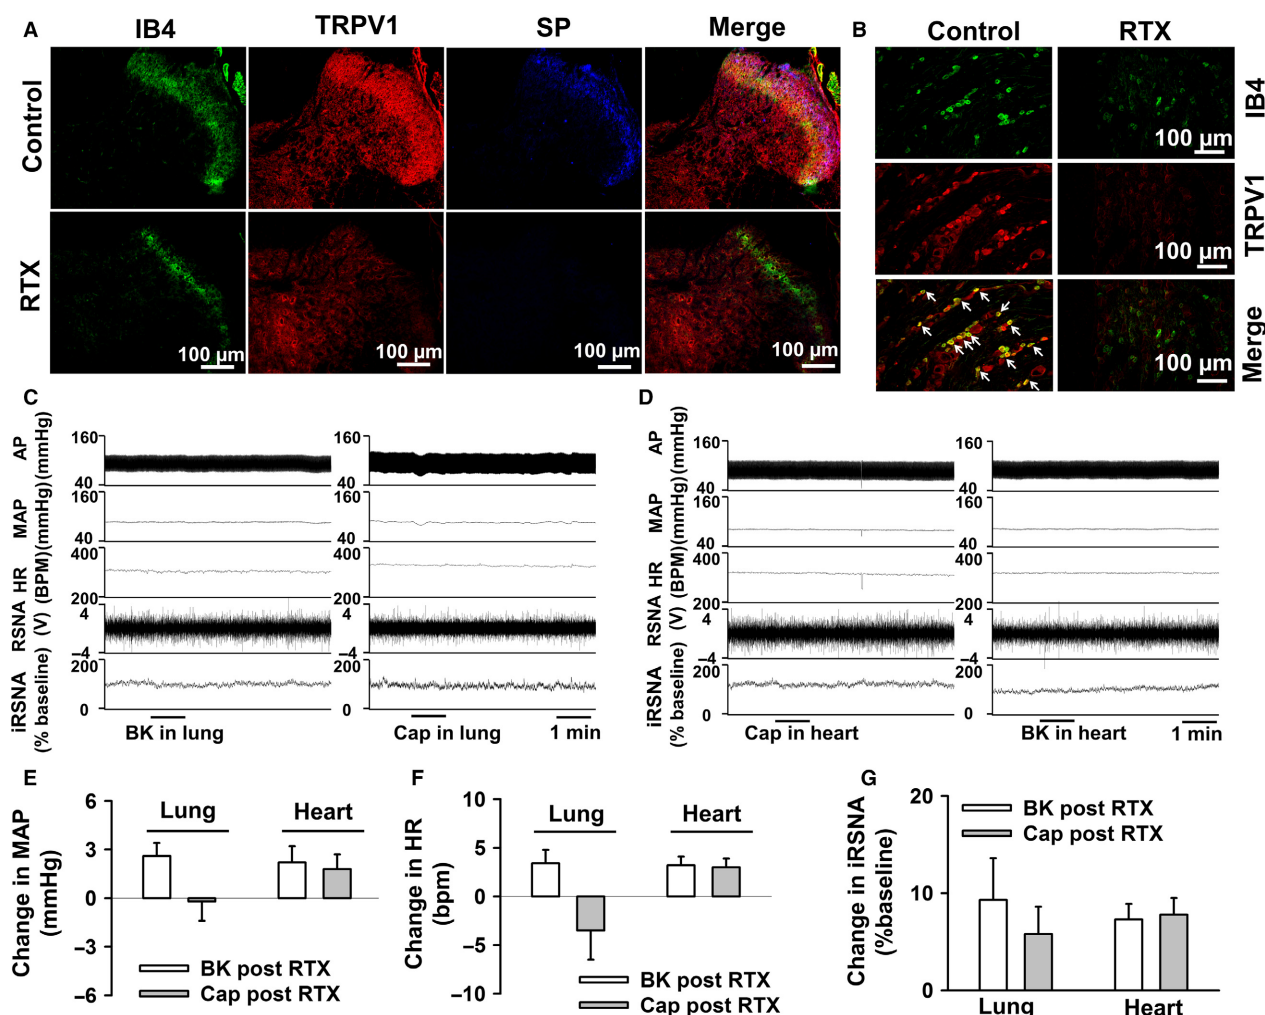 A
IB4
TRPV1
SP
Merge
Control
RTX
100 µm
100 µm
100 µm
100 µm
B
Control
RTX
IB4
TRPV1
Merge
100 µm
100 µm
100 µm
C
AP
(mmHg)
160
40
MAP
(mmHg)
160
40
HR
(BPM)
400
200
RSNA
(V)
4
–4
iRSNA
(% baseline)
200
0
BK in lung
160
40
160
40
400
200
4
–4
200
0
Cap in lung
1 min
D
AP
(mmHg)
160
40
MAP
(mmHg)
160
40
HR
(BPM)
400
200
RSNA
(V)
4
–4
iRSNA
(% baseline)
200
0
Cap in heart
160
40
160
40
400
200
4
–4
200
0
BK in heart
1 min
E
Change in MAP
(mmHg)
6
3
0
–3
–6
Lung
Heart
BK post RTX
Cap post RTX
F
Change in HR
(bpm)
10
5
0
–5
–10
Lung
Heart
BK post RTX
Cap post RTX
G
Change in iRSNA
(%baseline)
20
10
0
BK post RTX
Cap post RTX
Lung
Heart